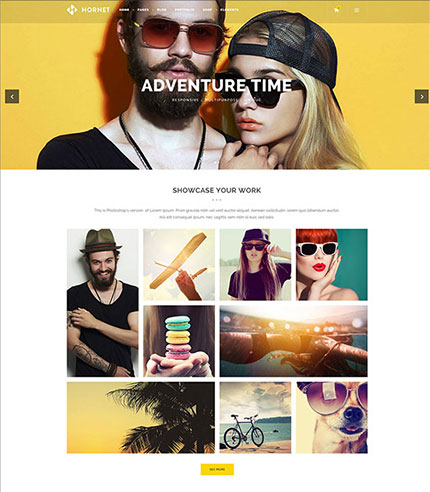 HORNET
HOME PAGES BLOG PORTFOLIO SHOP ELEMENTS
ADVENTURE TIME
RESPONSIVE / MULTIPURPOSE
SHOWCASE YOUR WORK
This is Photoshop's version of Lorem Ipsum. Proin gravida nibh vel velit auctor aliquet. Aenean sollicitudin, lorem quis bibendum auctor,
nisi elit consequat ipsum, nec sagittis sem nibh id elit. sed odio.
SEE MORE